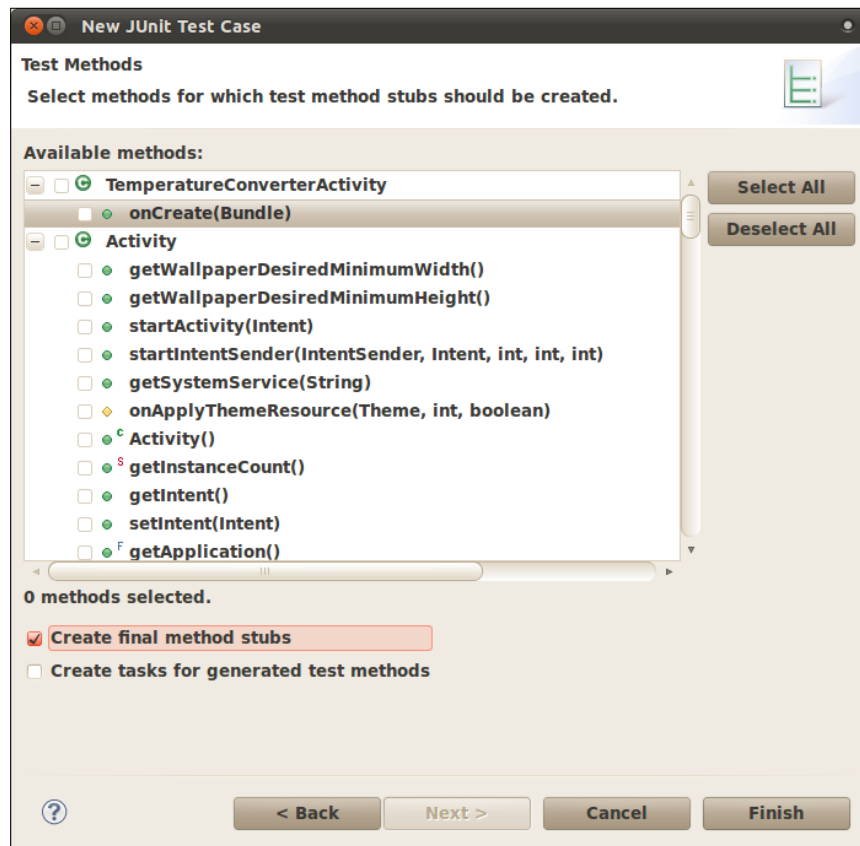 New JUnit Test Case
Test Methods
Select methods for which test method stubs should be created.
Available methods:
TemperatureConverterActivity
onCreate(Bundle)
Activity
getWallpaperDesiredMinimumWidth()
getWallpaperDesiredMinimumHeight()
startActivity(Intent)
startIntentSender(IntentSender, Intent, int, int, int)
getSystemService(String)
onApplyThemeResource(Theme, int, boolean)
c Activity()
S getInstanceCount()
getIntent()
setIntent(Intent)
F getApplication()
Select All
Deselect All
0 methods selected.
Create final method stubs
Create tasks for generated test methods
? < Back Next > Cancel Finish